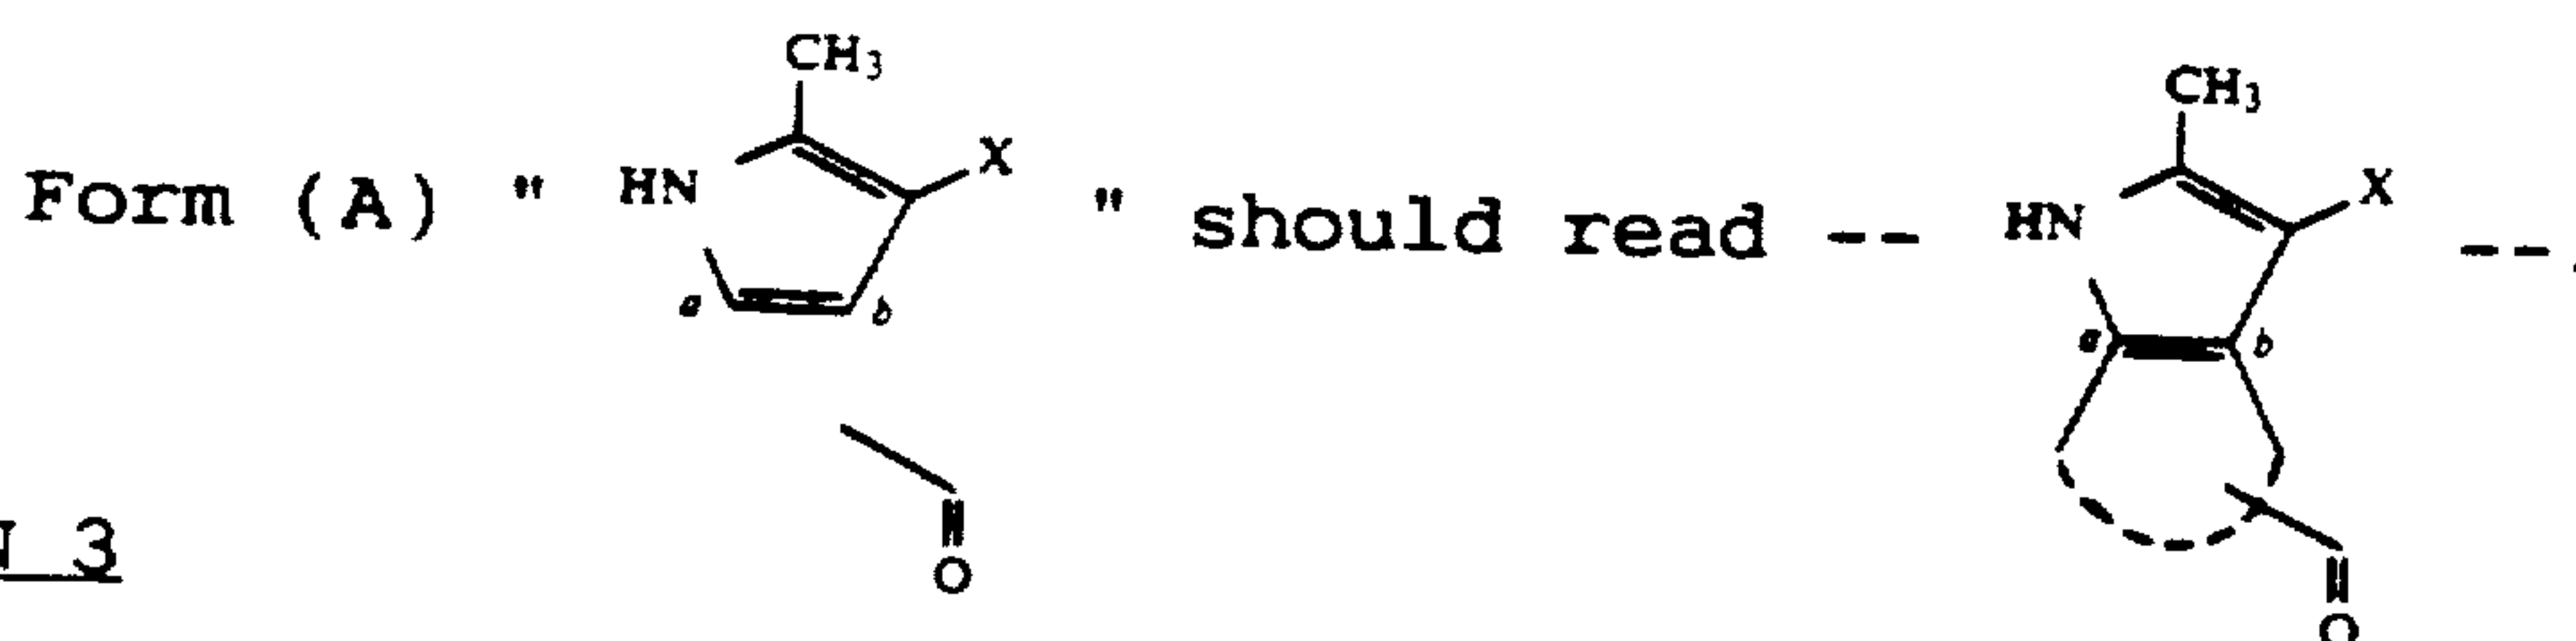 CH3
CH3
Form (A) " HN X " should read -- HN X --
a b
a b
O
N 3
O